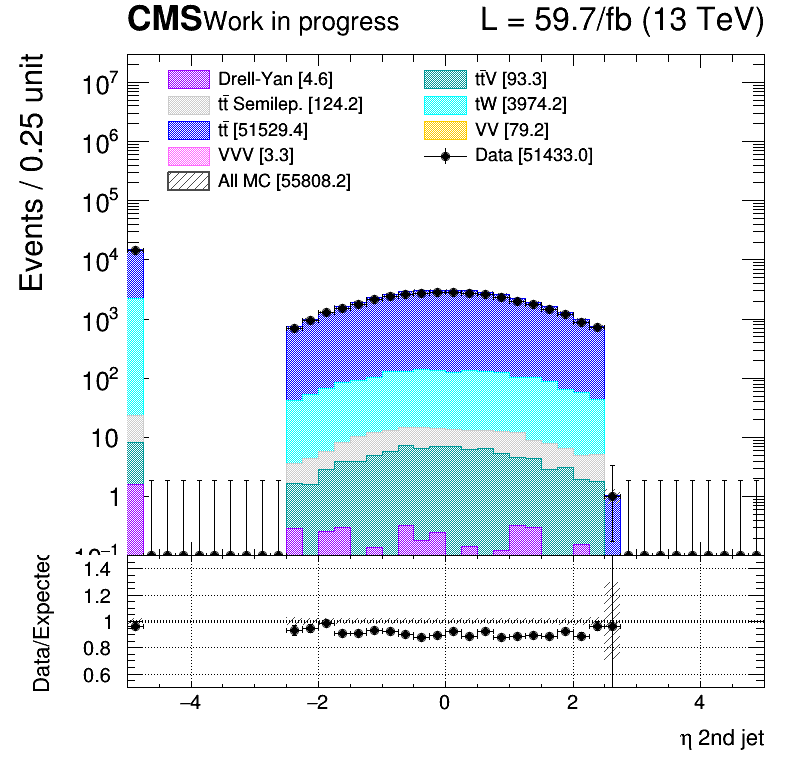 CMS Work in progress L = 59.7/fb (13 TeV)
Events / 0.25 unit
10⁷
10⁶
10⁵
10⁴
10³
10²
10
1
10⁻¹
Drell-Yan [4.6]
tt̄ Semilep. [124.2]
tt̄ [51529.4]
VVV [3.3]
All MC [55808.2]
tt̄V [93.3]
tW [3974.2]
VV [79.2]
Data [51433.0]
Data/Expected
1.4
1.2
1
0.8
0.6
−4 −2 0 2 4
η 2nd jet